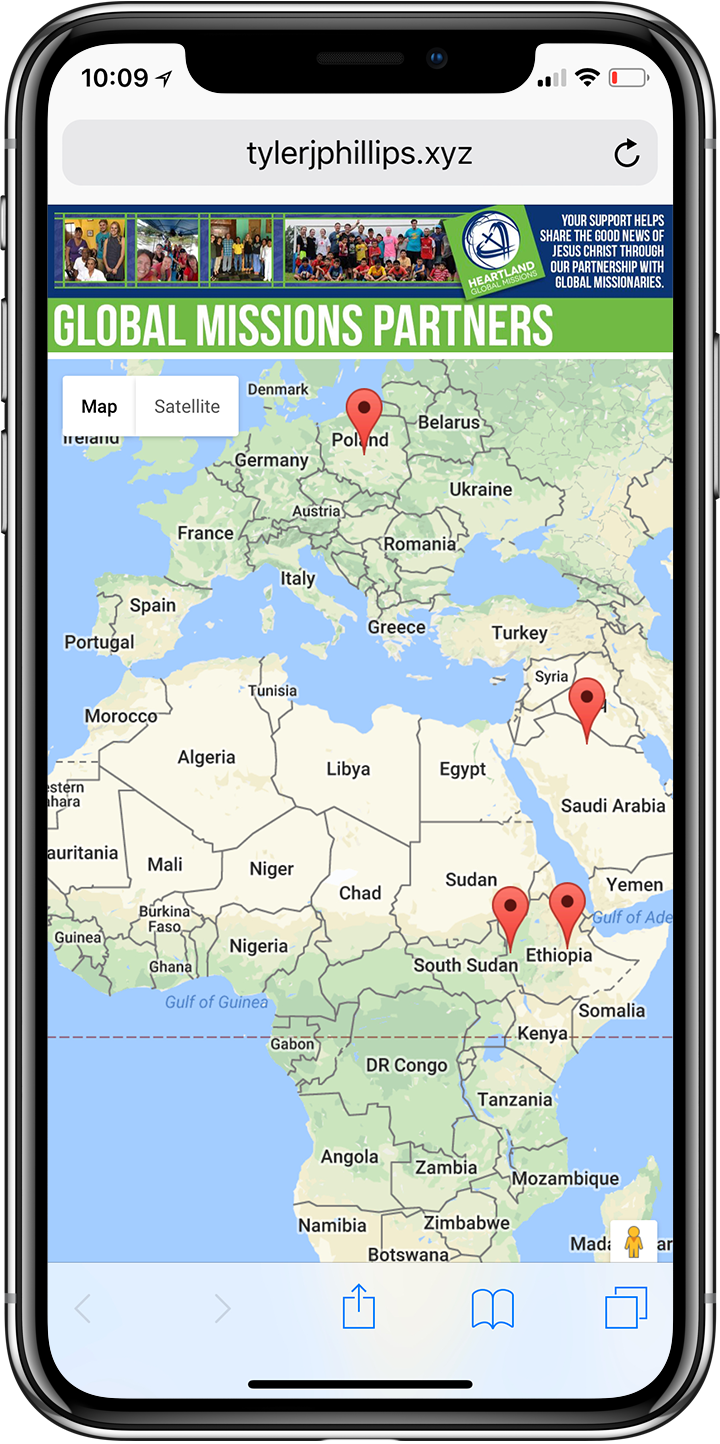 10:09
tylerjphillips.xyz
HEARTLAND
GLOBAL MISSIONS
YOUR SUPPORT HELPS
SHARE THE GOOD NEWS OF
JESUS CHRIST THROUGH
OUR PARTNERSHIP WITH
GLOBAL MISSIONARIES.
GLOBAL MISSIONS PARTNERS
Map
Satellite
Denmark
Ireland
Poland
Belarus
Germany
Ukraine
Austria
France
Romania
Italy
Spain
Greece
Turkey
Portugal
Syria
Tunisia
Morocco
Algeria
Libya
Egypt
estern
ahara
Saudi Arabia
auritania
Mali
Niger
Chad
Sudan
Yemen
Burkina
Faso
Gulf of Ade
Guinea
Nigeria
Ghana
South Sudan
Ethiopia
Gulf of Guinea
Somalia
Kenya
Gabon
DR Congo
Tanzania
Angola
Zambia
Mozambique
Namibia
Zimbabwe
Mada
ar
Botswana